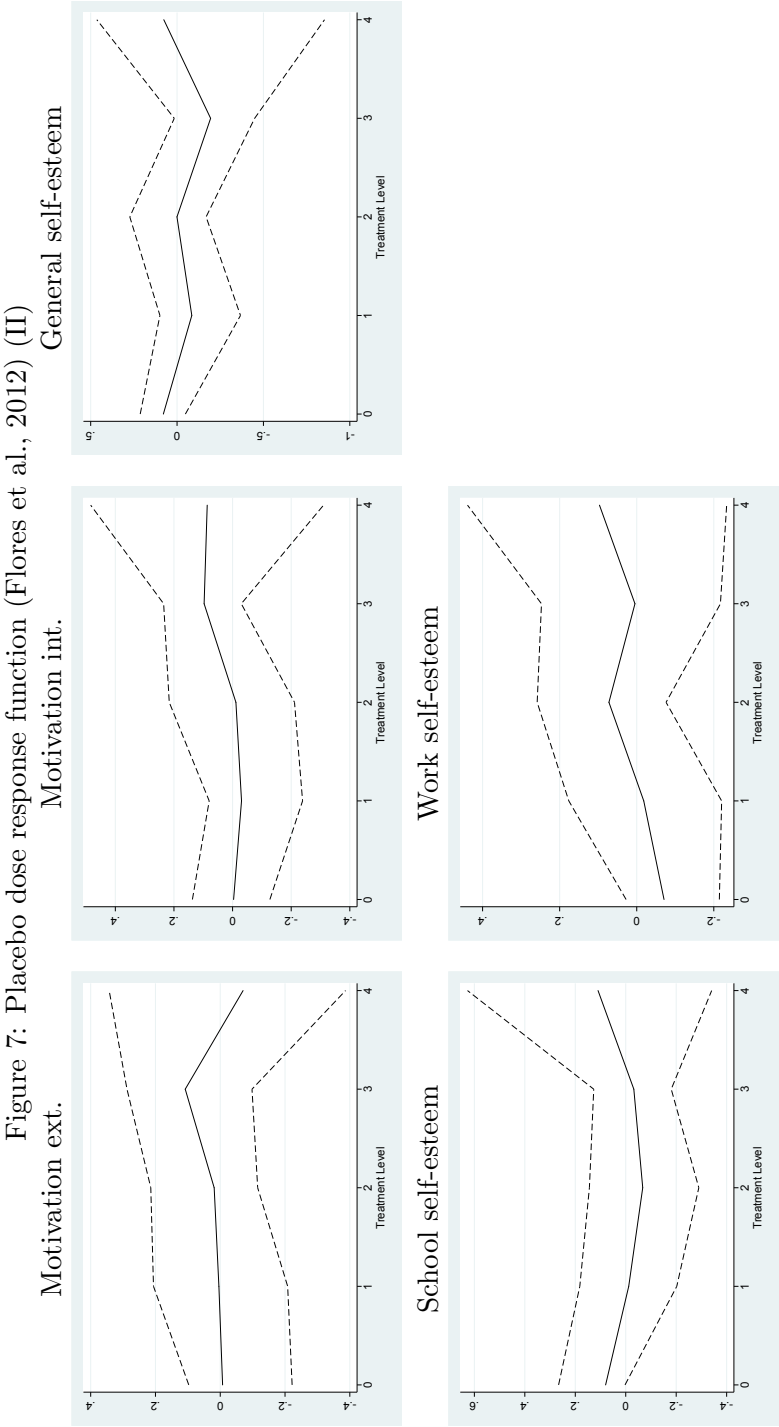 Figure 7: Placebo dose response function (Flores et al., 2012) (II)
Motivation ext.
.4
.2
0
-.2
-.4
0 1 2 3 4
Treatment Level
Motivation int.
.4
.2
0
-.2
-.4
0 1 2 3 4
Treatment Level
General self-esteem
.5
0
-.5
-1
0 1 2 3 4
Treatment Level
School self-esteem
.6
.4
.2
0
-.2
-.4
0 1 2 3 4
Treatment Level
Work self-esteem
.4
.2
0
-.2
0 1 2 3 4
Treatment Level